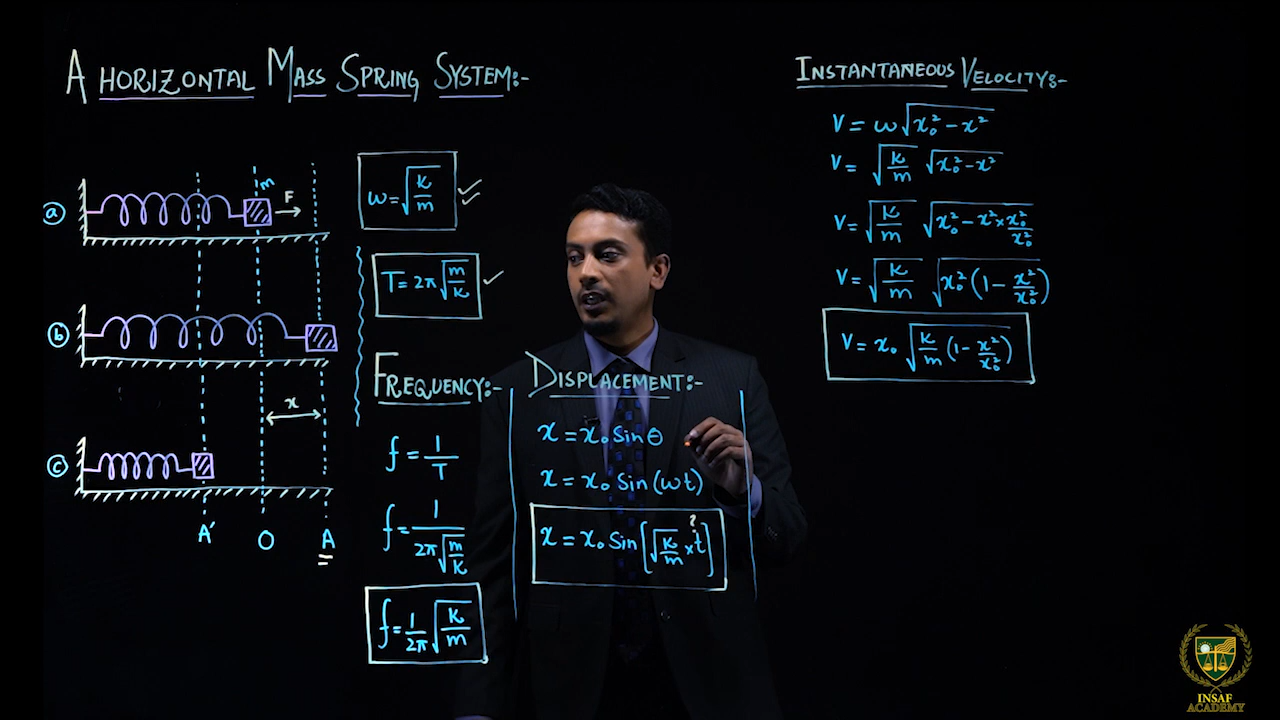 A HORIZONTAL MASS SPRING SYSTEM:-
a
m
F
b
x
c
A' O A
ω = √(k/m)
T = 2π √(m/k)
FREQUENCY:-
f = 1/T
f = 1/(2π√(m/k))
f = 1/2π √(k/m)
DISPLACEMENT:-
x = x₀ Sin θ
x = x₀ Sin (ωt)
?
x = x₀ Sin [√(k/m) × t]
INSTANTANEOUS VELOCITY:-
V = ω √(x₀² − x²)
V = √(k/m) √(x₀² − x²)
V = √(k/m) √(x₀² − x² × x₀²/x₀²)
V = √(k/m) √(x₀² (1 − x²/x₀²))
V = x₀ √(k/m (1 − x²/x₀²))
INSAF
ACADEMY